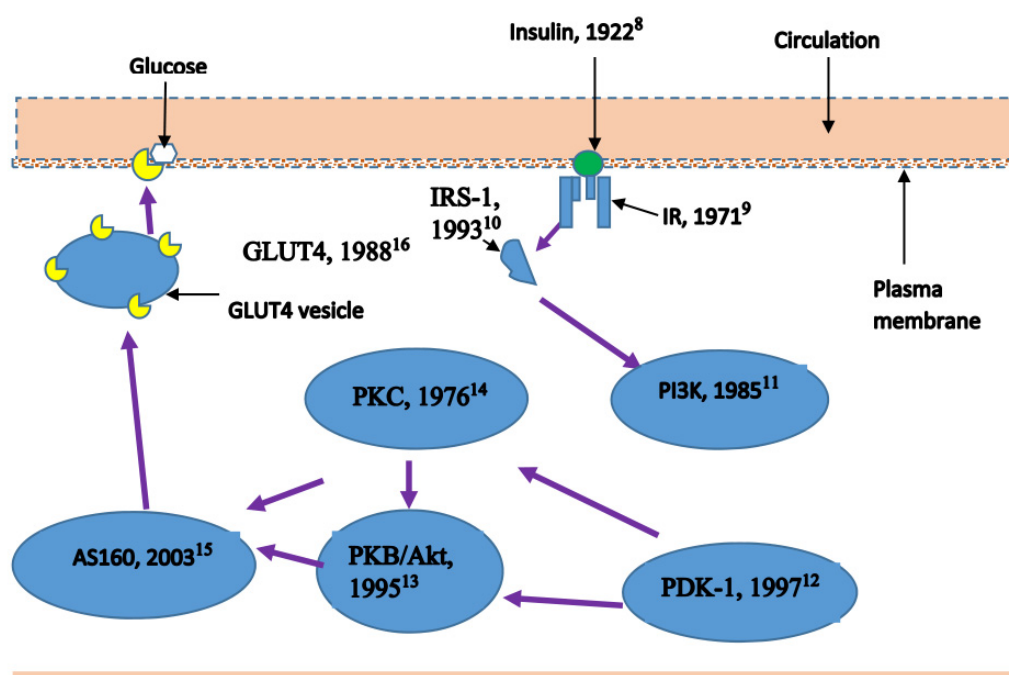 Insulin, 1922⁸
Circulation
Glucose
IRS-1,
1993¹⁰
IR, 1971⁹
GLUT4, 1988¹⁶
GLUT4 vesicle
Plasma
membrane
PKC, 1976¹⁴
PI3K, 1985¹¹
AS160, 2003¹⁵
PKB/Akt,
1995¹³
PDK-1, 1997¹²